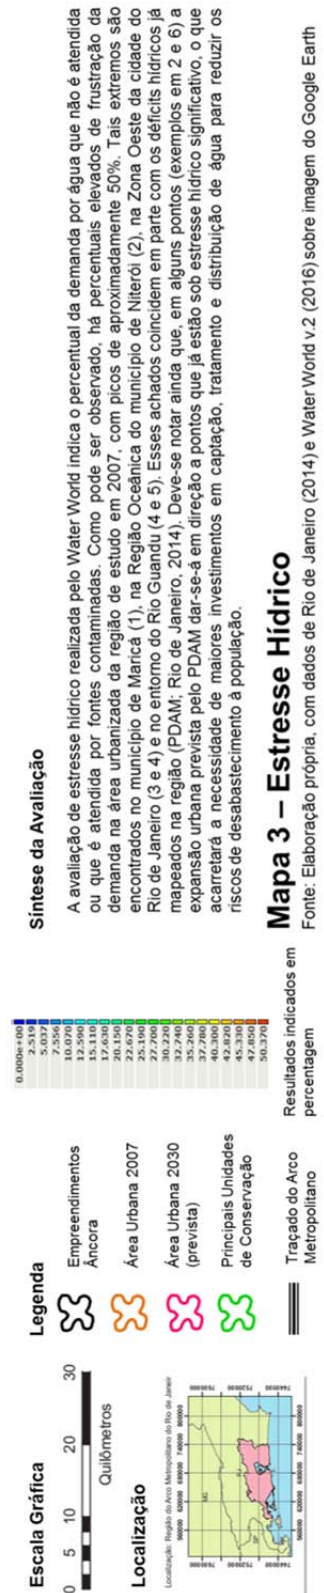 Escala Gráfica
0 5 10 20 30
Quilômetros
Localização
Localização: Região do Arco Metropolitano do Rio de Janeir
MG
SP
RJ
Legenda
Empreendimentos
Âncora
Área Urbana 2007
Área Urbana 2030
(prevista)
Principais Unidades
de Conservação
Traçado do Arco
Metropolitano
0.000e+00
2.519
5.037
7.556
10.070
12.590
15.110
17.630
20.150
22.670
25.190
27.700
30.220
32.740
35.260
37.780
40.300
42.820
45.330
47.850
50.370
Resultados indicados em
percentagem
Síntese da Avaliação
A avaliação de estresse hídrico realizada pelo Water World indica o percentual da demanda por água que não é atendida
ou que é atendida por fontes contaminadas. Como pode ser observado, há percentuais elevados de frustração da
demanda na área urbanizada da região de estudo em 2007, com picos de aproximadamente 50%. Tais extremos são
encontrados no município de Maricá (1), na Região Oceânica do município de Niterói (2), na Zona Oeste da cidade do
Rio de Janeiro (3 e 4) e no entorno do Rio Guandu (4 e 5). Esses achados coincidem em parte com os déficits hídricos já
mapeados na região (PDAM; Rio de Janeiro, 2014). Deve-se notar ainda que, em alguns pontos (exemplos em 2 e 6) a
expansão urbana prevista pelo PDAM dar-se-á em direção a pontos que já estão sob estresse hídrico significativo, o que
acarretará a necessidade de maiores investimentos em captação, tratamento e distribuição de água para reduzir os
riscos de desabastecimento à população.
Mapa 3 – Estresse Hídrico
Fonte: Elaboração própria, com dados de Rio de Janeiro (2014) e Water World v.2 (2016) sobre imagem do Google Earth